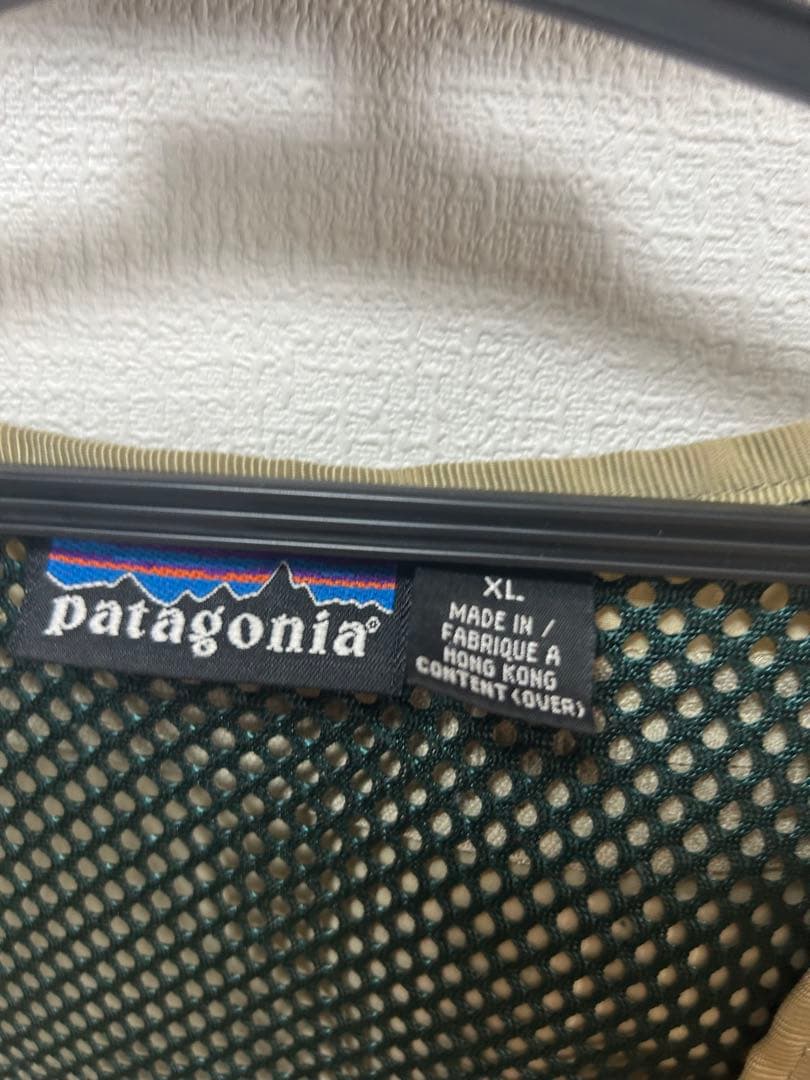 patagonia®
XL
MADE IN /
FABRIQUE A
HONG KONG
CONTENT (OVER)